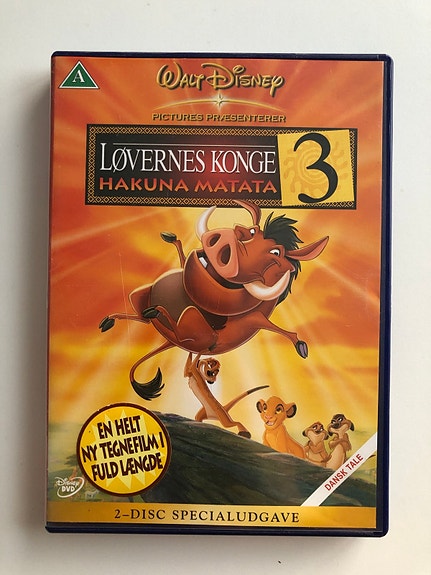 A
WALT DISNEY
PICTURES PRÆSENTERER
LØVERNES KONGE
HAKUNA MATATA
3
EN HELT
NY TEGNEFILM I
FULD LÆNGDE
DANSK TALE
Disney
DVD
2-DISC SPECIALUDGAVE